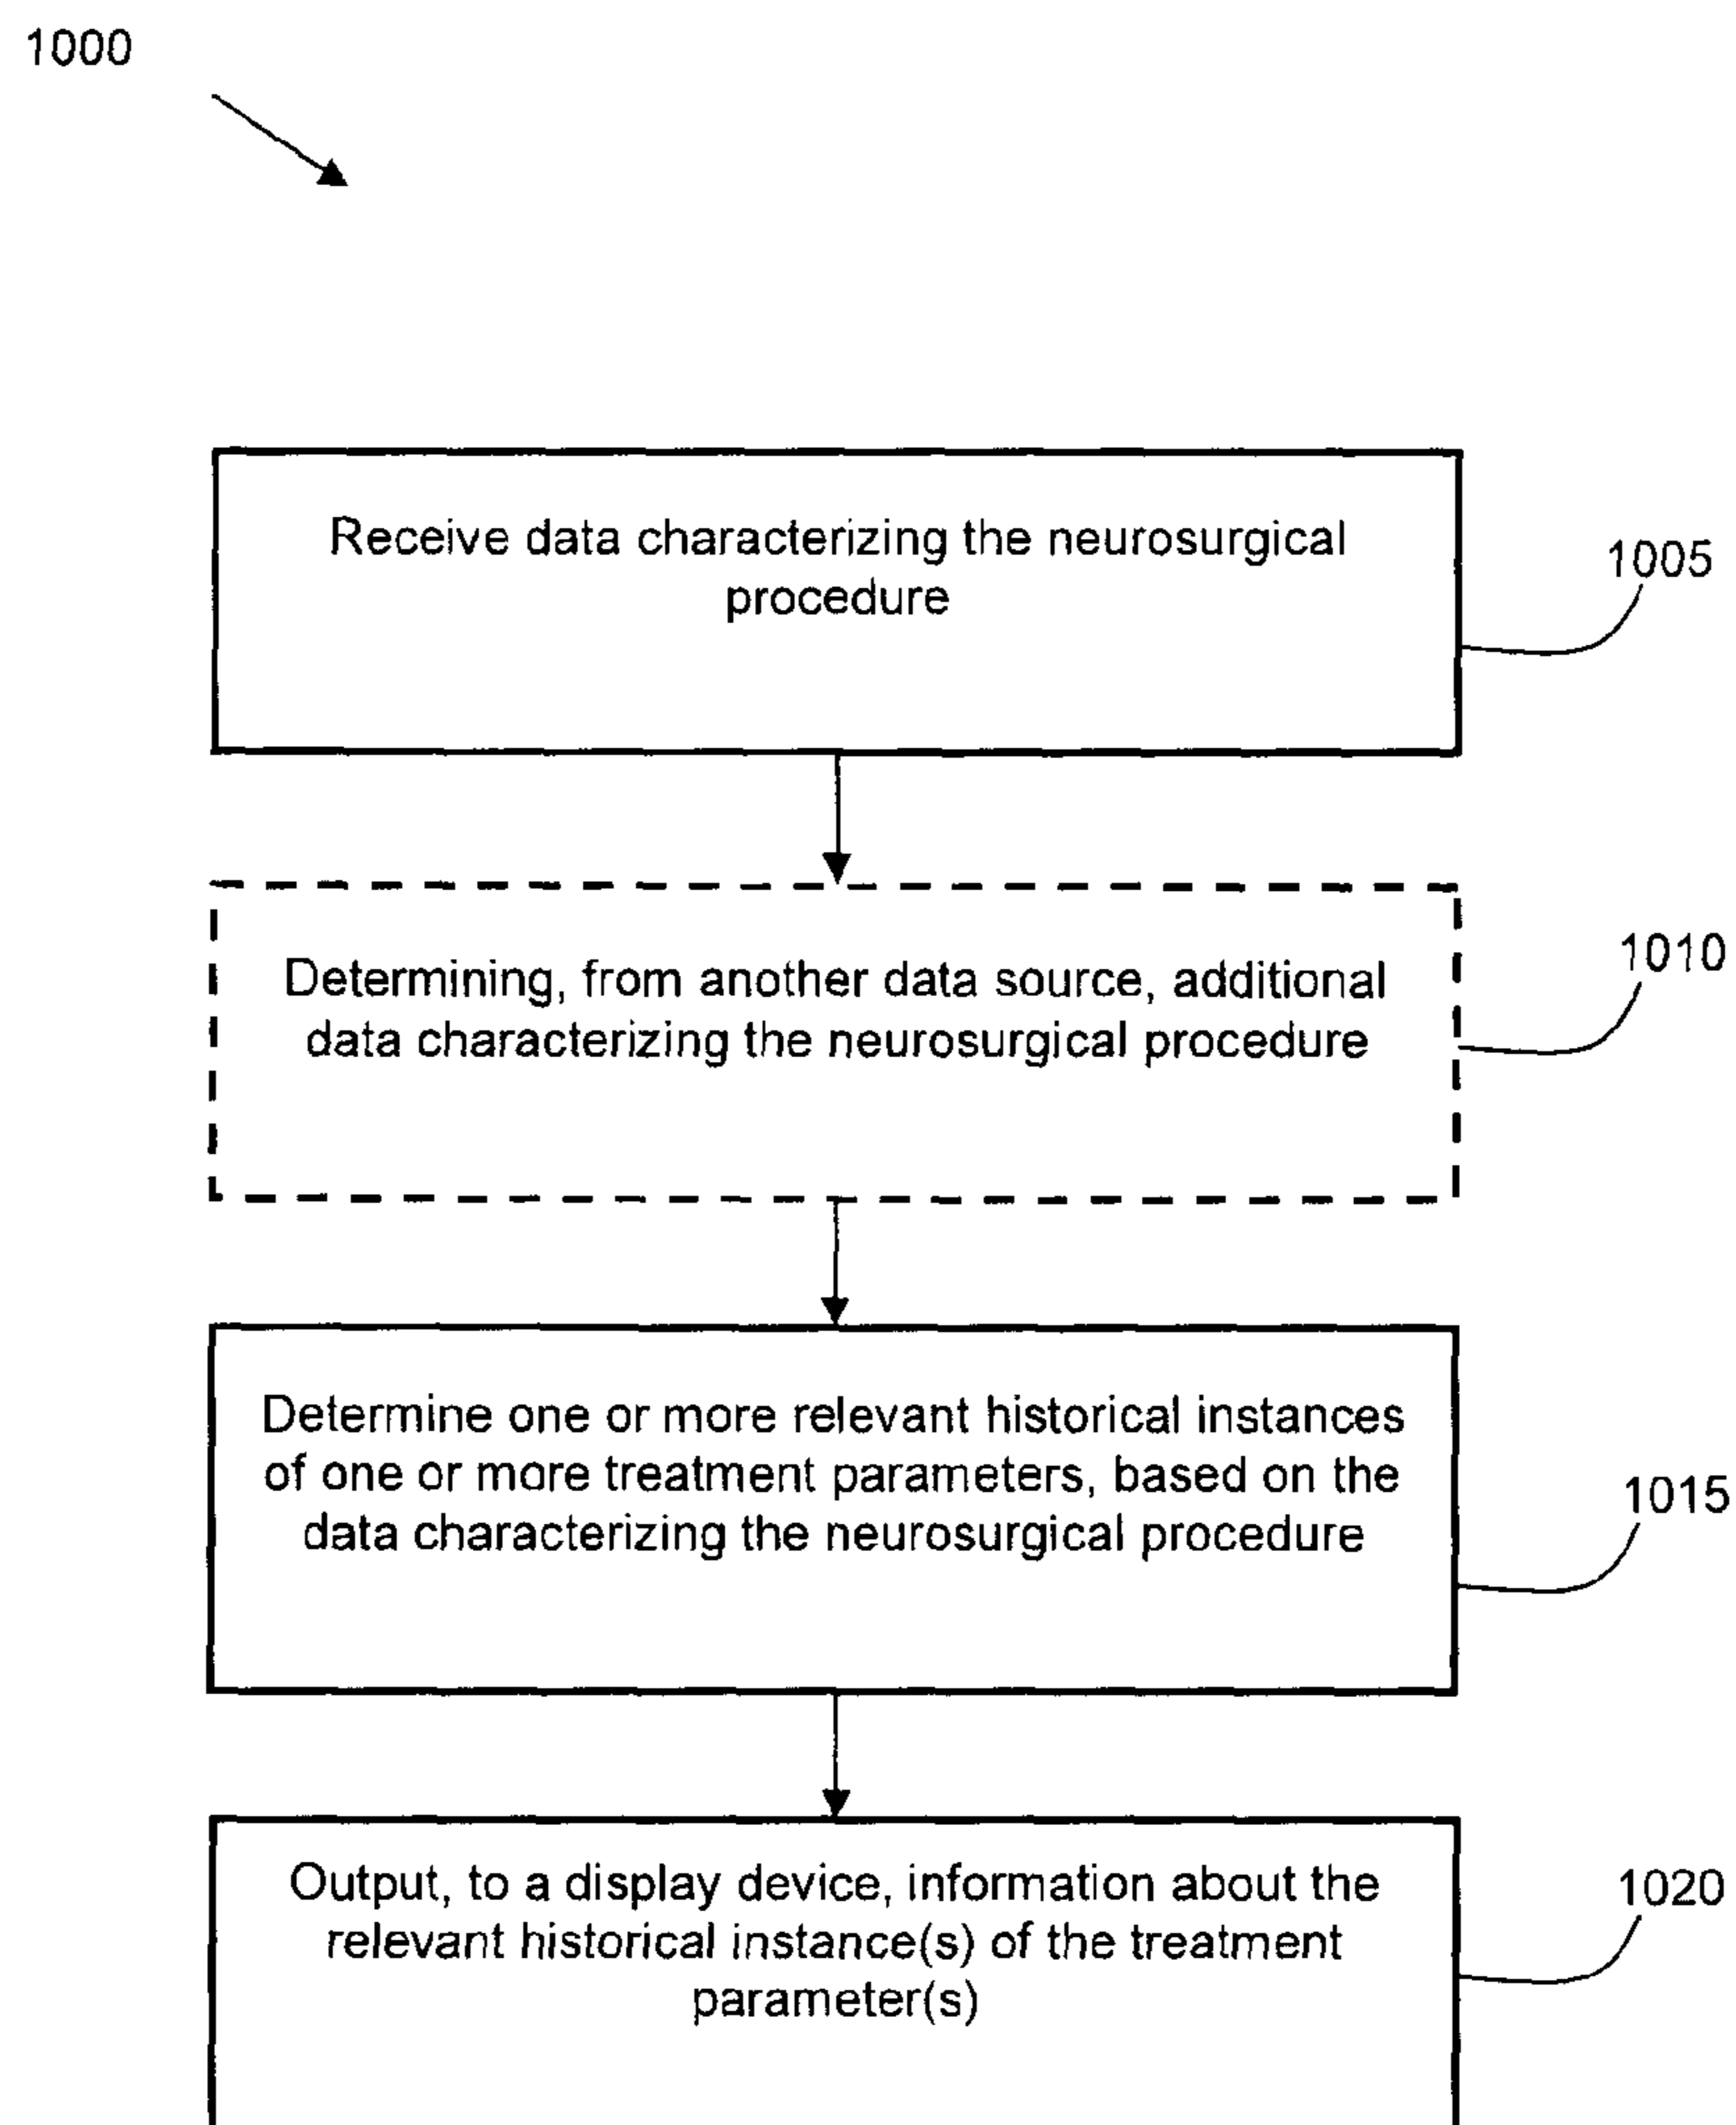 1000
Receive data characterizing the neurosurgical
procedure
1005
Determining, from another data source, additional
data characterizing the neurosurgical procedure
1010
Determine one or more relevant historical instances
of one or more treatment parameters, based on the
data characterizing the neurosurgical procedure
1015
Output, to a display device, information about the
relevant historical instance(s) of the treatment
parameter(s)
1020